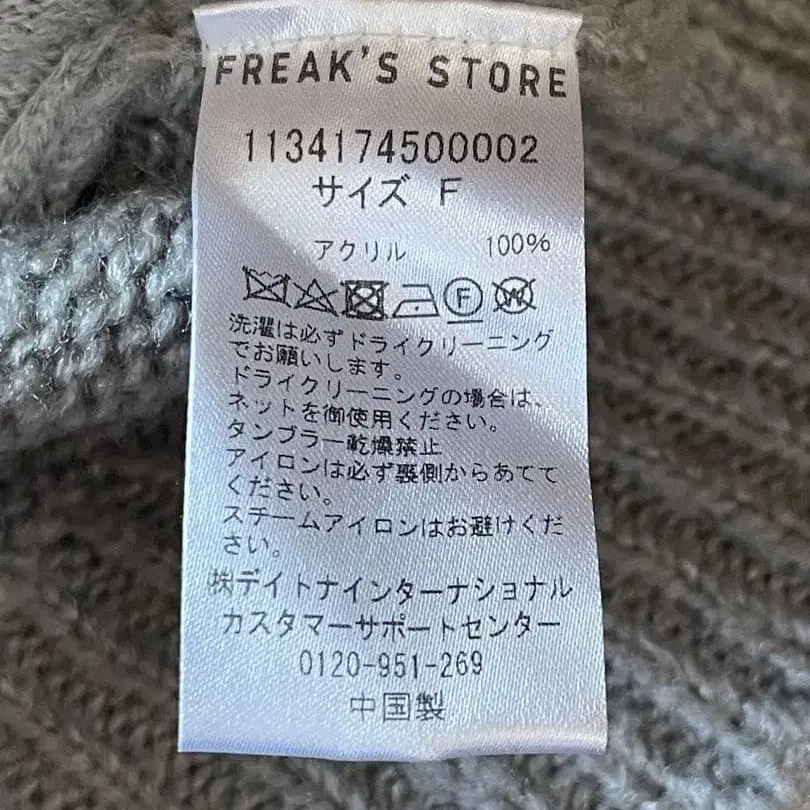 FREAK'S STORE
1134174500002
サイズ F
アクリル 100%
F W
洗濯は必ずドライクリーニング
でお願いします。
ドライクリーニングの場合は、
ネットを御使用ください。
タンブラー乾燥禁止
アイロンは必ず裏側からあてて
ください。
スチームアイロンはお避けくだ
さい。
㈱デイトナインターナショナル
カスタマーサポートセンター
0120-951-269
中国製